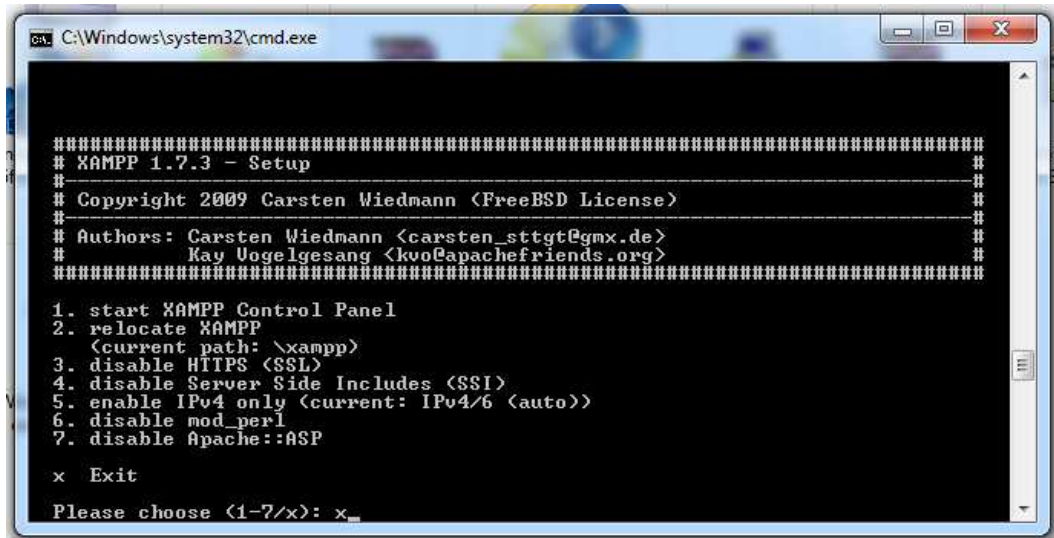 C:\Windows\system32\cmd.exe
################################################################################
# XAMPP 1.7.3 - Setup #
#------------------------------------------------------------------------------#
# Copyright 2009 Carsten Wiedmann (FreeBSD License) #
#------------------------------------------------------------------------------#
# Authors: Carsten Wiedmann <carsten_sttgt@gmx.de> #
# Kay Vogelgesang <kvo@apachefriends.org> #
################################################################################
1. start XAMPP Control Panel
2. relocate XAMPP
(current path: \xampp)
3. disable HTTPS (SSL)
4. disable Server Side Includes (SSI)
5. enable IPv4 only (current: IPv4/6 (auto))
6. disable mod_perl
7. disable Apache::ASP
x Exit
Please choose (1-7/x): x_